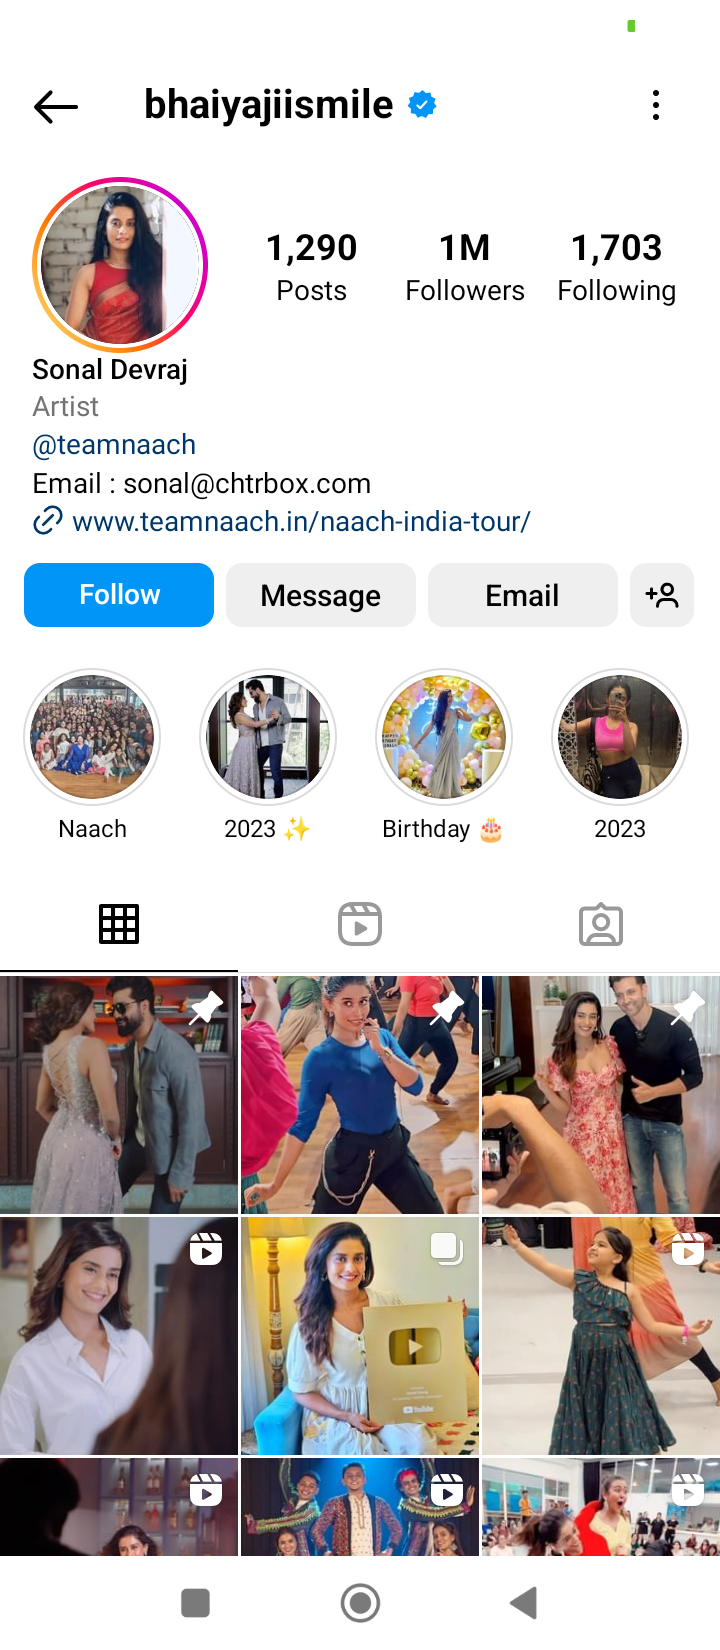 bhaiyajiismile
1,290 1M 1,703
Posts Followers Following
Sonal Devraj
Artist
@teamnaach
Email : sonal@chtrbox.com
www.teamnaach.in/naach-india-tour/
Follow Message Email
Naach 2023 ✨ Birthday 🎂 2023
YouTube